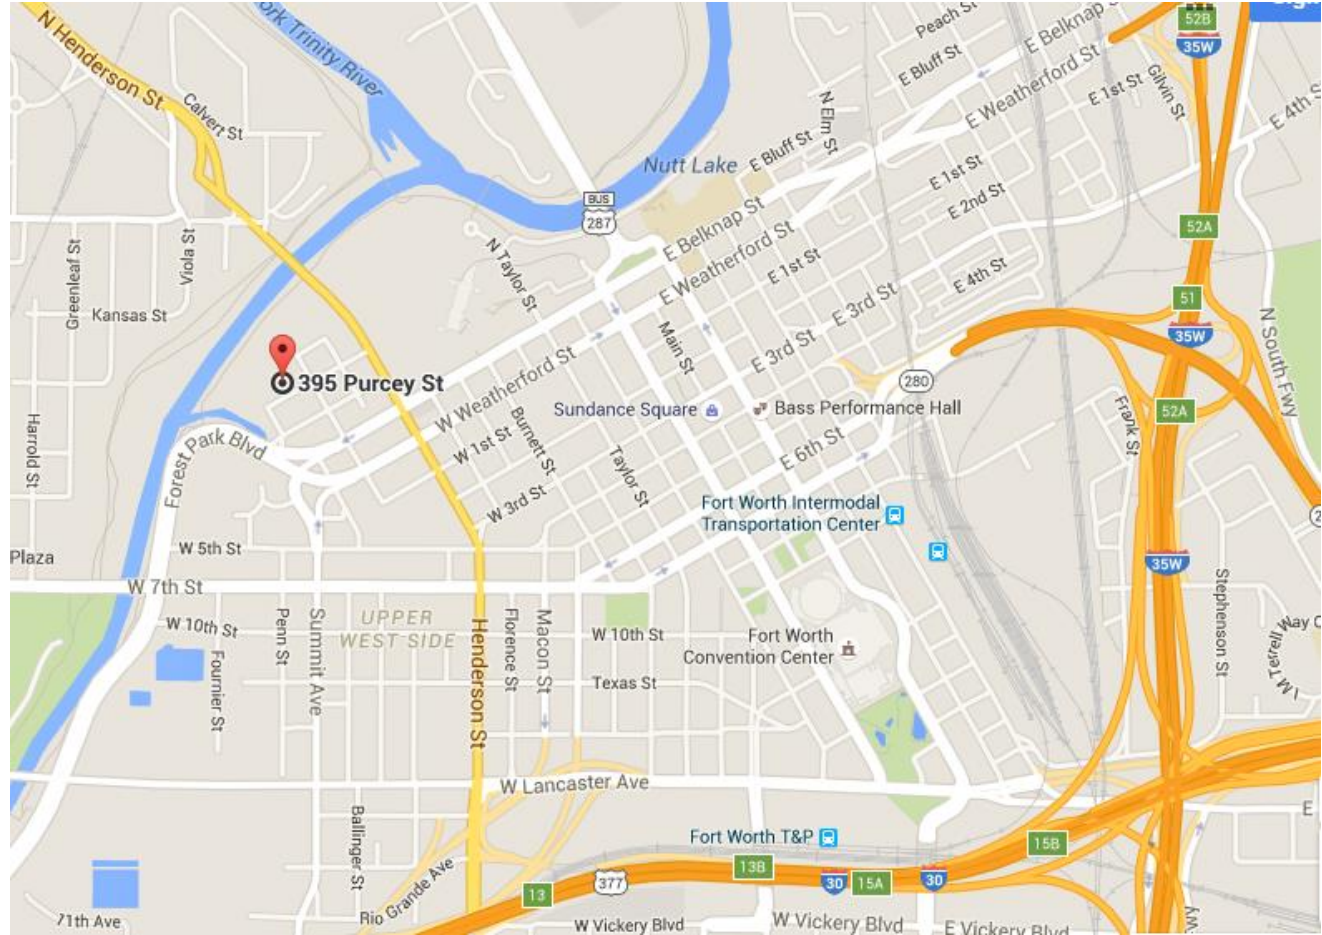 52B
35W
Peach St
E Belknap
N Henderson St
ork Trinity River
E Bluff St
E Weatherford St
E 1st St
Gilvin St
E 4th S
Calvert St
N Elm St
Nutt Lake
E Bluff St
E 1st St
BUS
287
E 2nd St
E Belknap St
52A
Viola St
Greenleaf St
N Taylor St
E Weatherford St
E 1st St
E 4th St
Kansas St
E 3rd St
51
35W
N South Fwy
Main St
E 3rd St
395 Purcey St
W Weatherford St
280
Sundance Square
Bass Performance Hall
52A
Frank St
Harrold St
Forest Park Blvd
W 1st St
Burnett St
E 6th St
Taylor St
W 3rd St
Fort Worth Intermodal
Transportation Center
2
Plaza
W 5th St
35W
W 7th St
Stephenson St
UPPER
WEST SIDE
W 10th St
Penn St
Summit Ave
Henderson St
Florence St
Macon St
W 10th St
Fort Worth
Convention Center
I M Terrell Way C
Fournier St
Texas St
W Lancaster Ave
E
Ballinger St
Fort Worth T&P
15B
13B
30
15A
30
377
13
Rio Grande Ave
71th Ave
W Vickery Blvd
W Vickery Blvd
E Vickery Blvd